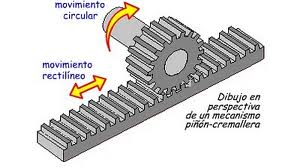 movimiento
circular
movimiento
rectilíneo
Dibujo en
perspectiva
de un mecanismo
piñón-cremallera